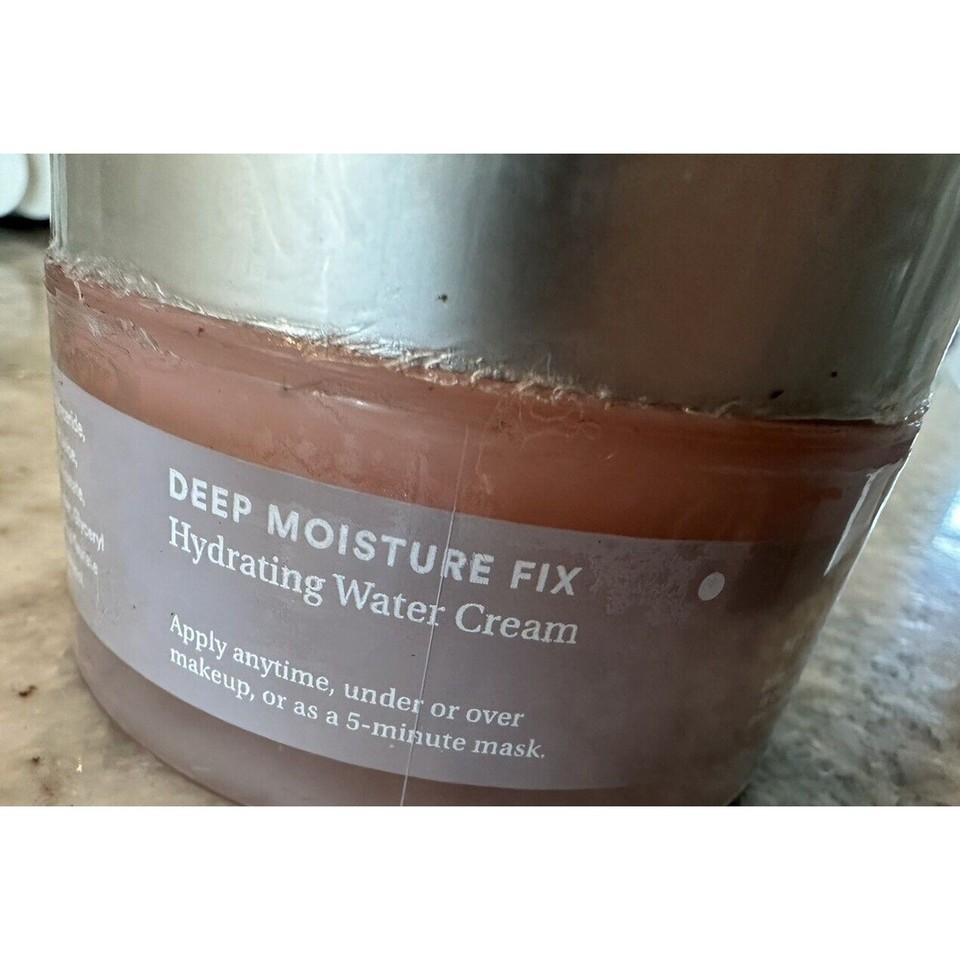 DEEP MOISTURE FIX
Hydrating Water Cream
Apply anytime, under or over
makeup, or as a 5-minute mask.